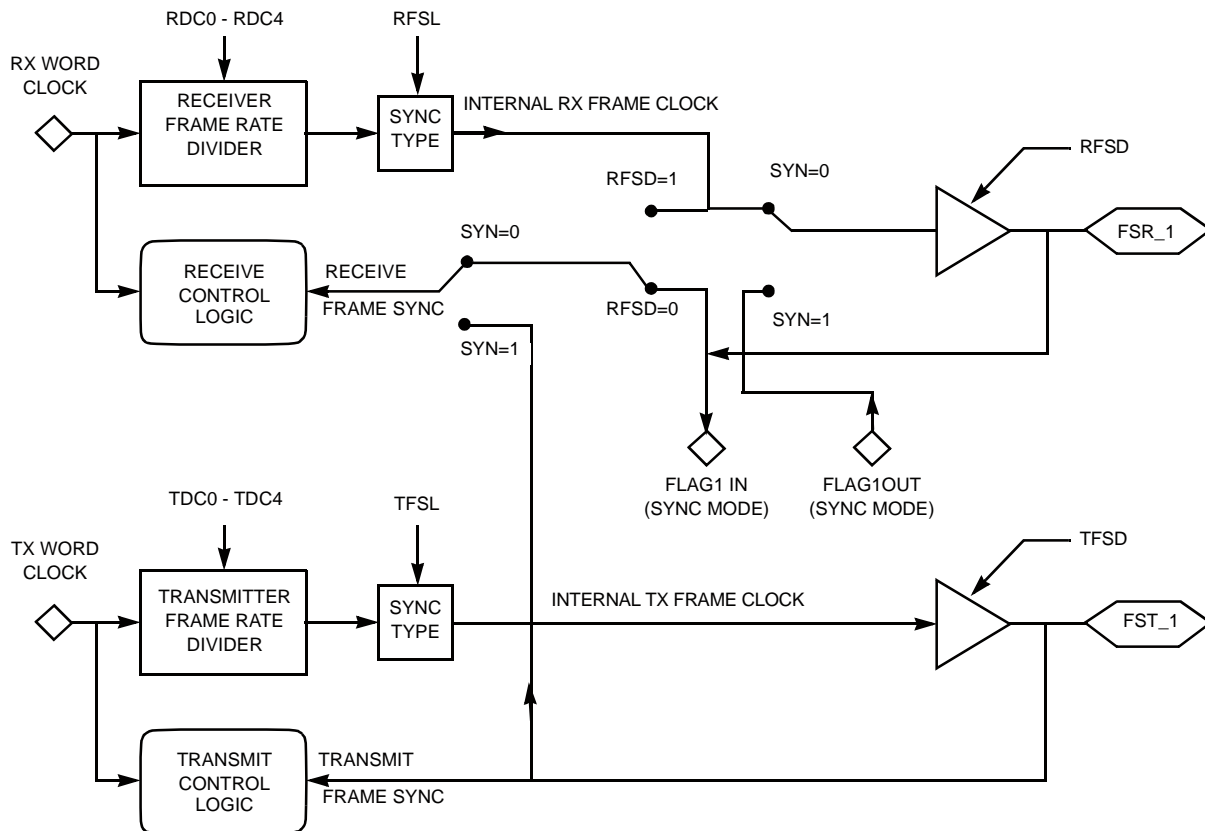 RDC0 - RDC4
RFSL
RX WORD
CLOCK
RECEIVER
FRAME RATE
DIVIDER
SYNC
TYPE
INTERNAL RX FRAME CLOCK
RFSD
RFSD=1
SYN=0
FSR_1
SYN=0
RECEIVE
CONTROL
LOGIC
RECEIVE
FRAME SYNC
RFSD=0
SYN=1
SYN=1
FLAG1 IN
(SYNC MODE)
FLAG1OUT
(SYNC MODE)
TDC0 - TDC4
TFSL
TX WORD
CLOCK
TRANSMITTER
FRAME RATE
DIVIDER
SYNC
TYPE
INTERNAL TX FRAME CLOCK
TFSD
FST_1
TRANSMIT
CONTROL
LOGIC
TRANSMIT
FRAME SYNC